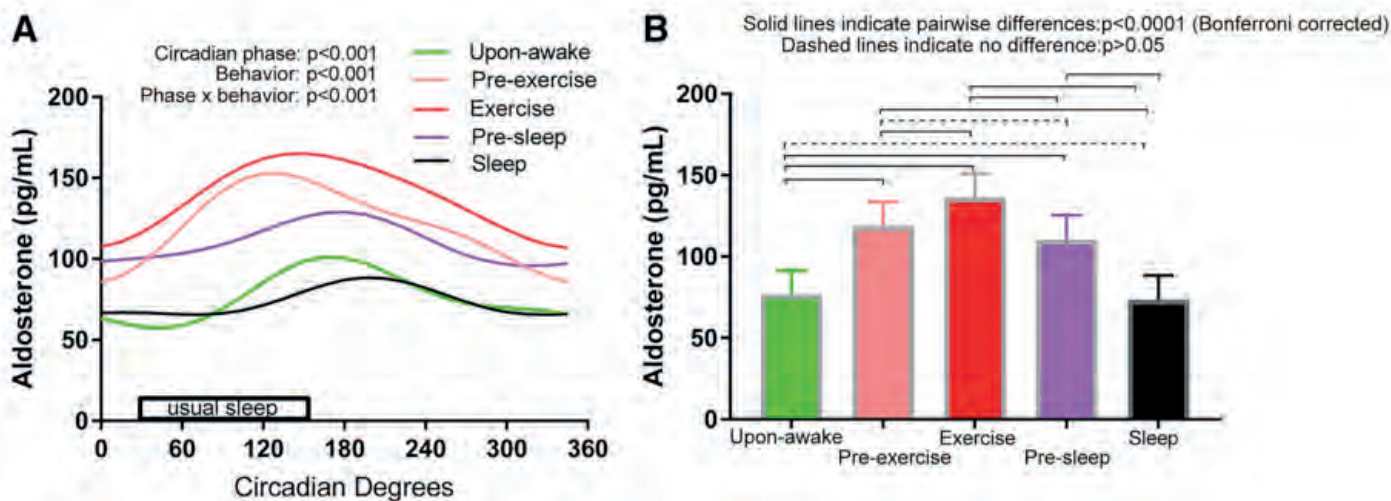 A
Circadian phase: p<0.001
Behavior: p<0.001
Phase x behavior: p<0.001
Upon-awake
Pre-exercise
Exercise
Pre-sleep
Sleep
Aldosterone (pg/mL)
200
150
100
50
0
usual sleep
0 60 120 180 240 300 360
Circadian Degrees
B
Solid lines indicate pairwise differences:p<0.0001 (Bonferroni corrected)
Dashed lines indicate no difference:p>0.05
Aldosterone (pg/mL)
200
150
100
50
0
Upon-awake Exercise Sleep
Pre-exercise Pre-sleep